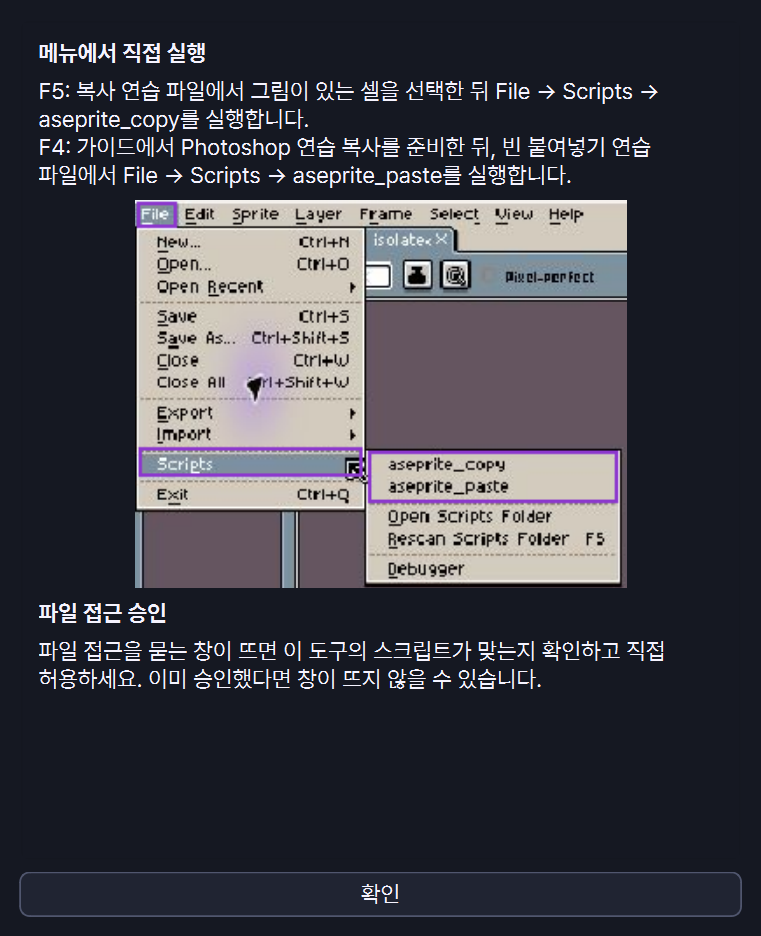 메뉴에서 직접 실행
F5: 복사 연습 파일에서 그림이 있는 셀을 선택한 뒤 File → Scripts →
aseprite_copy를 실행합니다.
F4: 가이드에서 Photoshop 연습 복사를 준비한 뒤, 빈 붙여넣기 연습
파일에서 File → Scripts → aseprite_paste를 실행합니다.
File Edit Sprite Layer Frame Select View Help
New... Ctrl+N
isolate
Open... Ctrl+O
Pixel-perfect
Open Recent
Save Ctrl+S
Save As... Ctrl+Shift+S
Close Ctrl+W
Close All Ctrl+Shift+W
Export
Import
Scripts
aseprite_copy
aseprite_paste
Exit Ctrl+Q
Open Scripts Folder
Rescan Scripts Folder F5
Debugger
파일 접근 승인
파일 접근을 묻는 창이 뜨면 이 도구의 스크립트가 맞는지 확인하고 직접
허용하세요. 이미 승인했다면 창이 뜨지 않을 수 있습니다.
확인